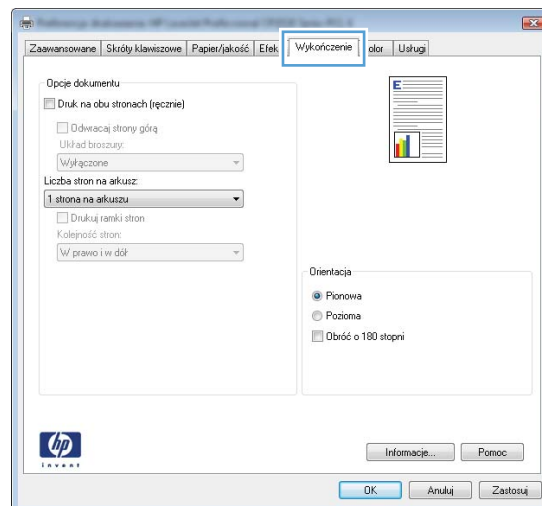 Zaawansowane Skróty klawiszowe Papier/jakość Efek Wykończenie olor Usługi
Opcje dokumentu
Druk na obu stronach (ręcznie)
Odwracaj strony górą
Układ broszury:
Wyłączone
Liczba stron na arkusz:
1 strona na arkuszu
Drukuj ramki stron
Kolejność stron:
W prawo i w dół
E
Orientacja
Pionowa
Pozioma
Obróć o 180 stopni
hp
invent
Informacje... Pomoc
OK Anuluj Zastosuj